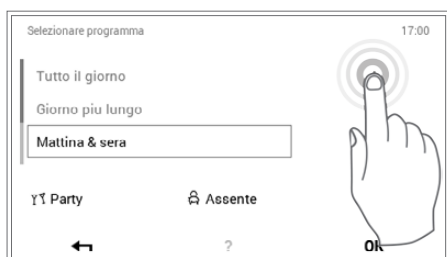 Selezionare programma 17:00
Tutto il giorno
Giorno piu lungo
Mattina & sera
Party Assente
? OK